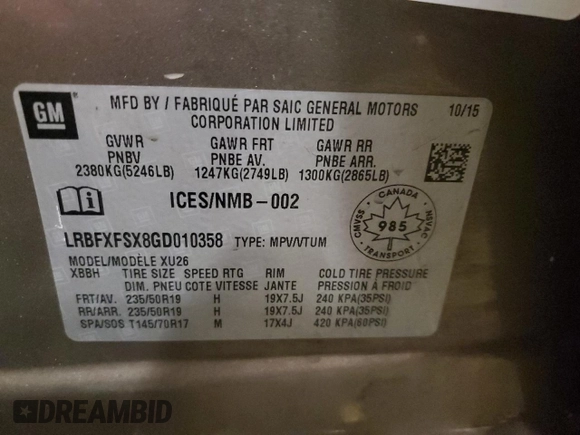 GM
MFD BY / FABRIQUÉ PAR SAIC GENERAL MOTORS
CORPORATION LIMITED
10/15
GVWR GAWR FRT GAWR RR
PNBV PNBE AV. PNBE ARR.
2380KG(5246LB) 1247KG(2749LB) 1300KG(2865LB)
ICES/NMB-002
CANADA
CMVSS 985 NSVAC
TRANSPORT
LRBFXFSX8GD010358 TYPE: MPV/VTUM
MODEL/MODÈLE XU26
XBBH TIRE SIZE SPEED RTG RIM COLD TIRE PRESSURE
DIM. PNEU COTE VITESSE JANTE PRESSION À FROID
FRT/AV. 235/50R19 H 19X7.5J 240 KPA(35PSI)
RR/ARR. 235/50R19 H 19X7.5J 240 KPA(35PSI)
SPA/SOS T145/70R17 M 17X4J 420 KPA(60PSI)
DREAMBID